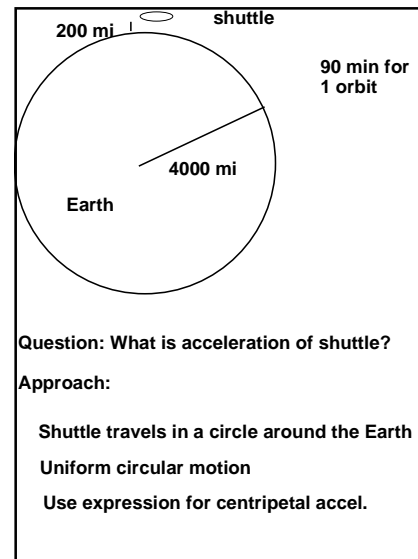 shuttle
200 mi
90 min for
1 orbit
4000 mi
Earth
Question: What is acceleration of shuttle?
Approach:
Shuttle travels in a circle around the Earth
Uniform circular motion
Use expression for centripetal accel.